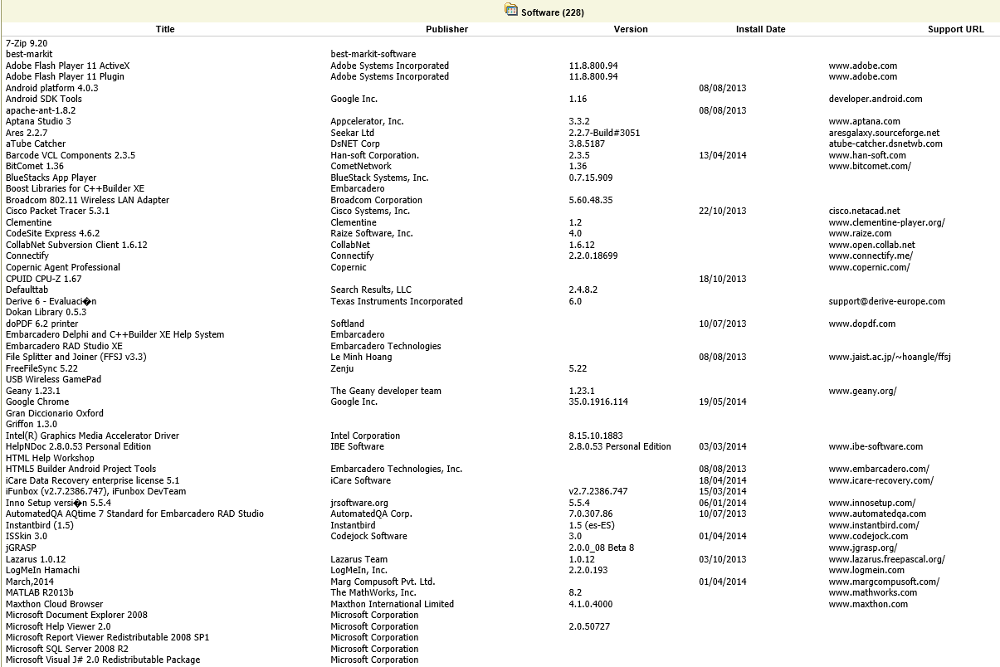 Software (228)
Title Publisher Version Install Date Support URL
7-Zip 9.20
best-markit best-markit-software
Adobe Flash Player 11 ActiveX Adobe Systems Incorporated 11.8.800.94 www.adobe.com
Adobe Flash Player 11 Plugin Adobe Systems Incorporated 11.8.800.94 www.adobe.com
Android platform 4.0.3 08/08/2013
Android SDK Tools Google Inc. 1.16 developer.android.com
apache-ant-1.8.2 08/08/2013
Aptana Studio 3 Appcelerator, Inc. 3.3.2 www.aptana.com
Ares 2.2.7 Seekar Ltd 2.2.7-Build#3051 aresgalaxy.sourceforge.net
aTube Catcher DsNET Corp 3.8.5187 atube-catcher.dsnetwb.com
Barcode VCL Components 2.3.5 Han-soft Corporation. 2.3.5 13/04/2014 www.han-soft.com
BitComet 1.36 CometNetwork 1.36 www.bitcomet.com/
BlueStacks App Player BlueStack Systems, Inc. 0.7.15.909
Boost Libraries for C++Builder XE Embarcadero
Broadcom 802.11 Wireless LAN Adapter Broadcom Corporation 5.60.48.35
Cisco Packet Tracer 5.3.1 Cisco Systems, Inc. 22/10/2013 cisco.netacad.net
Clementine Clementine 1.2 www.clementine-player.org/
CodeSite Express 4.6.2 Raize Software, Inc. 4.0 www.raize.com
CollabNet Subversion Client 1.6.12 CollabNet 1.6.12 www.open.collab.net
Connectify Connectify 2.2.0.18699 www.connectify.me/
Copernic Agent Professional Copernic www.copernic.com/
CPUID CPU-Z 1.67 18/10/2013
Defaulttab Search Results, LLC 2.4.8.2
Derive 6 - Evaluaci�n Texas Instruments Incorporated 6.0 support@derive-europe.com
Dokan Library 0.5.3
doPDF 6.2 printer Softland 10/07/2013 www.dopdf.com
Embarcadero Delphi and C++Builder XE Help System Embarcadero
Embarcadero RAD Studio XE Embarcadero Technologies
File Splitter and Joiner (FFSJ v3.3) Le Minh Hoang 08/08/2013 www.jaist.ac.jp/~hoangle/ffsj
FreeFileSync 5.22 Zenju 5.22
USB Wireless GamePad
Geany 1.23.1 The Geany developer team 1.23.1 www.geany.org/
Google Chrome Google Inc. 35.0.1916.114 19/05/2014
Gran Diccionario Oxford
Griffon 1.3.0
Intel(R) Graphics Media Accelerator Driver Intel Corporation 8.15.10.1883
HelpNDoc 2.8.0.53 Personal Edition IBE Software 2.8.0.53 Personal Edition 03/03/2014 www.ibe-software.com
HTML Help Workshop
HTML5 Builder Android Project Tools Embarcadero Technologies, Inc. 08/08/2013 www.embarcadero.com/
iCare Data Recovery enterprise license 5.1 iCare Software 18/04/2014 www.icare-recovery.com/
iFunbox (v2.7.2386.747), iFunbox DevTeam v2.7.2386.747 15/03/2014
Inno Setup versi�n 5.5.4 jrsoftware.org 5.5.4 06/01/2014 www.innosetup.com/
AutomatedQA AQtime 7 Standard for Embarcadero RAD Studio AutomatedQA Corp. 7.0.307.86 10/07/2013 www.automatedqa.com
Instantbird (1.5) Instantbird 1.5 (es-ES) www.instantbird.com/
ISSkin 3.0 Codejock Software 3.0 01/04/2014 www.codejock.com
jGRASP 2.0.0_08 Beta 8 www.jgrasp.org/
Lazarus 1.0.12 Lazarus Team 1.0.12 03/10/2013 www.lazarus.freepascal.org/
LogMeIn Hamachi LogMeIn, Inc. 2.2.0.193 www.logmein.com
March,2014 Marg Compusoft Pvt. Ltd. 01/04/2014 www.margcompusoft.com/
MATLAB R2013b The MathWorks, Inc. 8.2 www.mathworks.com
Maxthon Cloud Browser Maxthon International Limited 4.1.0.4000 www.maxthon.com
Microsoft Document Explorer 2008 Microsoft Corporation
Microsoft Help Viewer 2.0 Microsoft Corporation 2.0.50727
Microsoft Report Viewer Redistributable 2008 SP1 Microsoft Corporation
Microsoft SQL Server 2008 R2 Microsoft Corporation
Microsoft Visual J# 2.0 Redistributable Package Microsoft Corporation